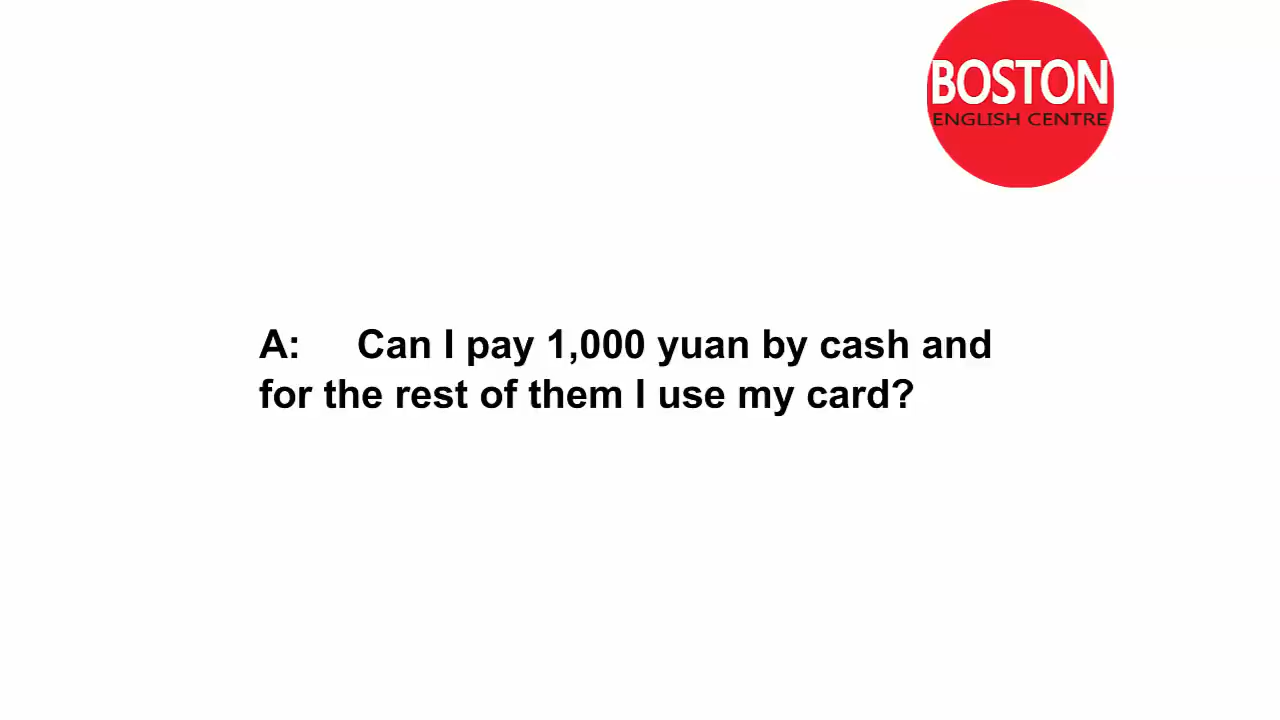 BOSTON
ENGLISH CENTRE
A: Can I pay 1,000 yuan by cash and
for the rest of them I use my card?